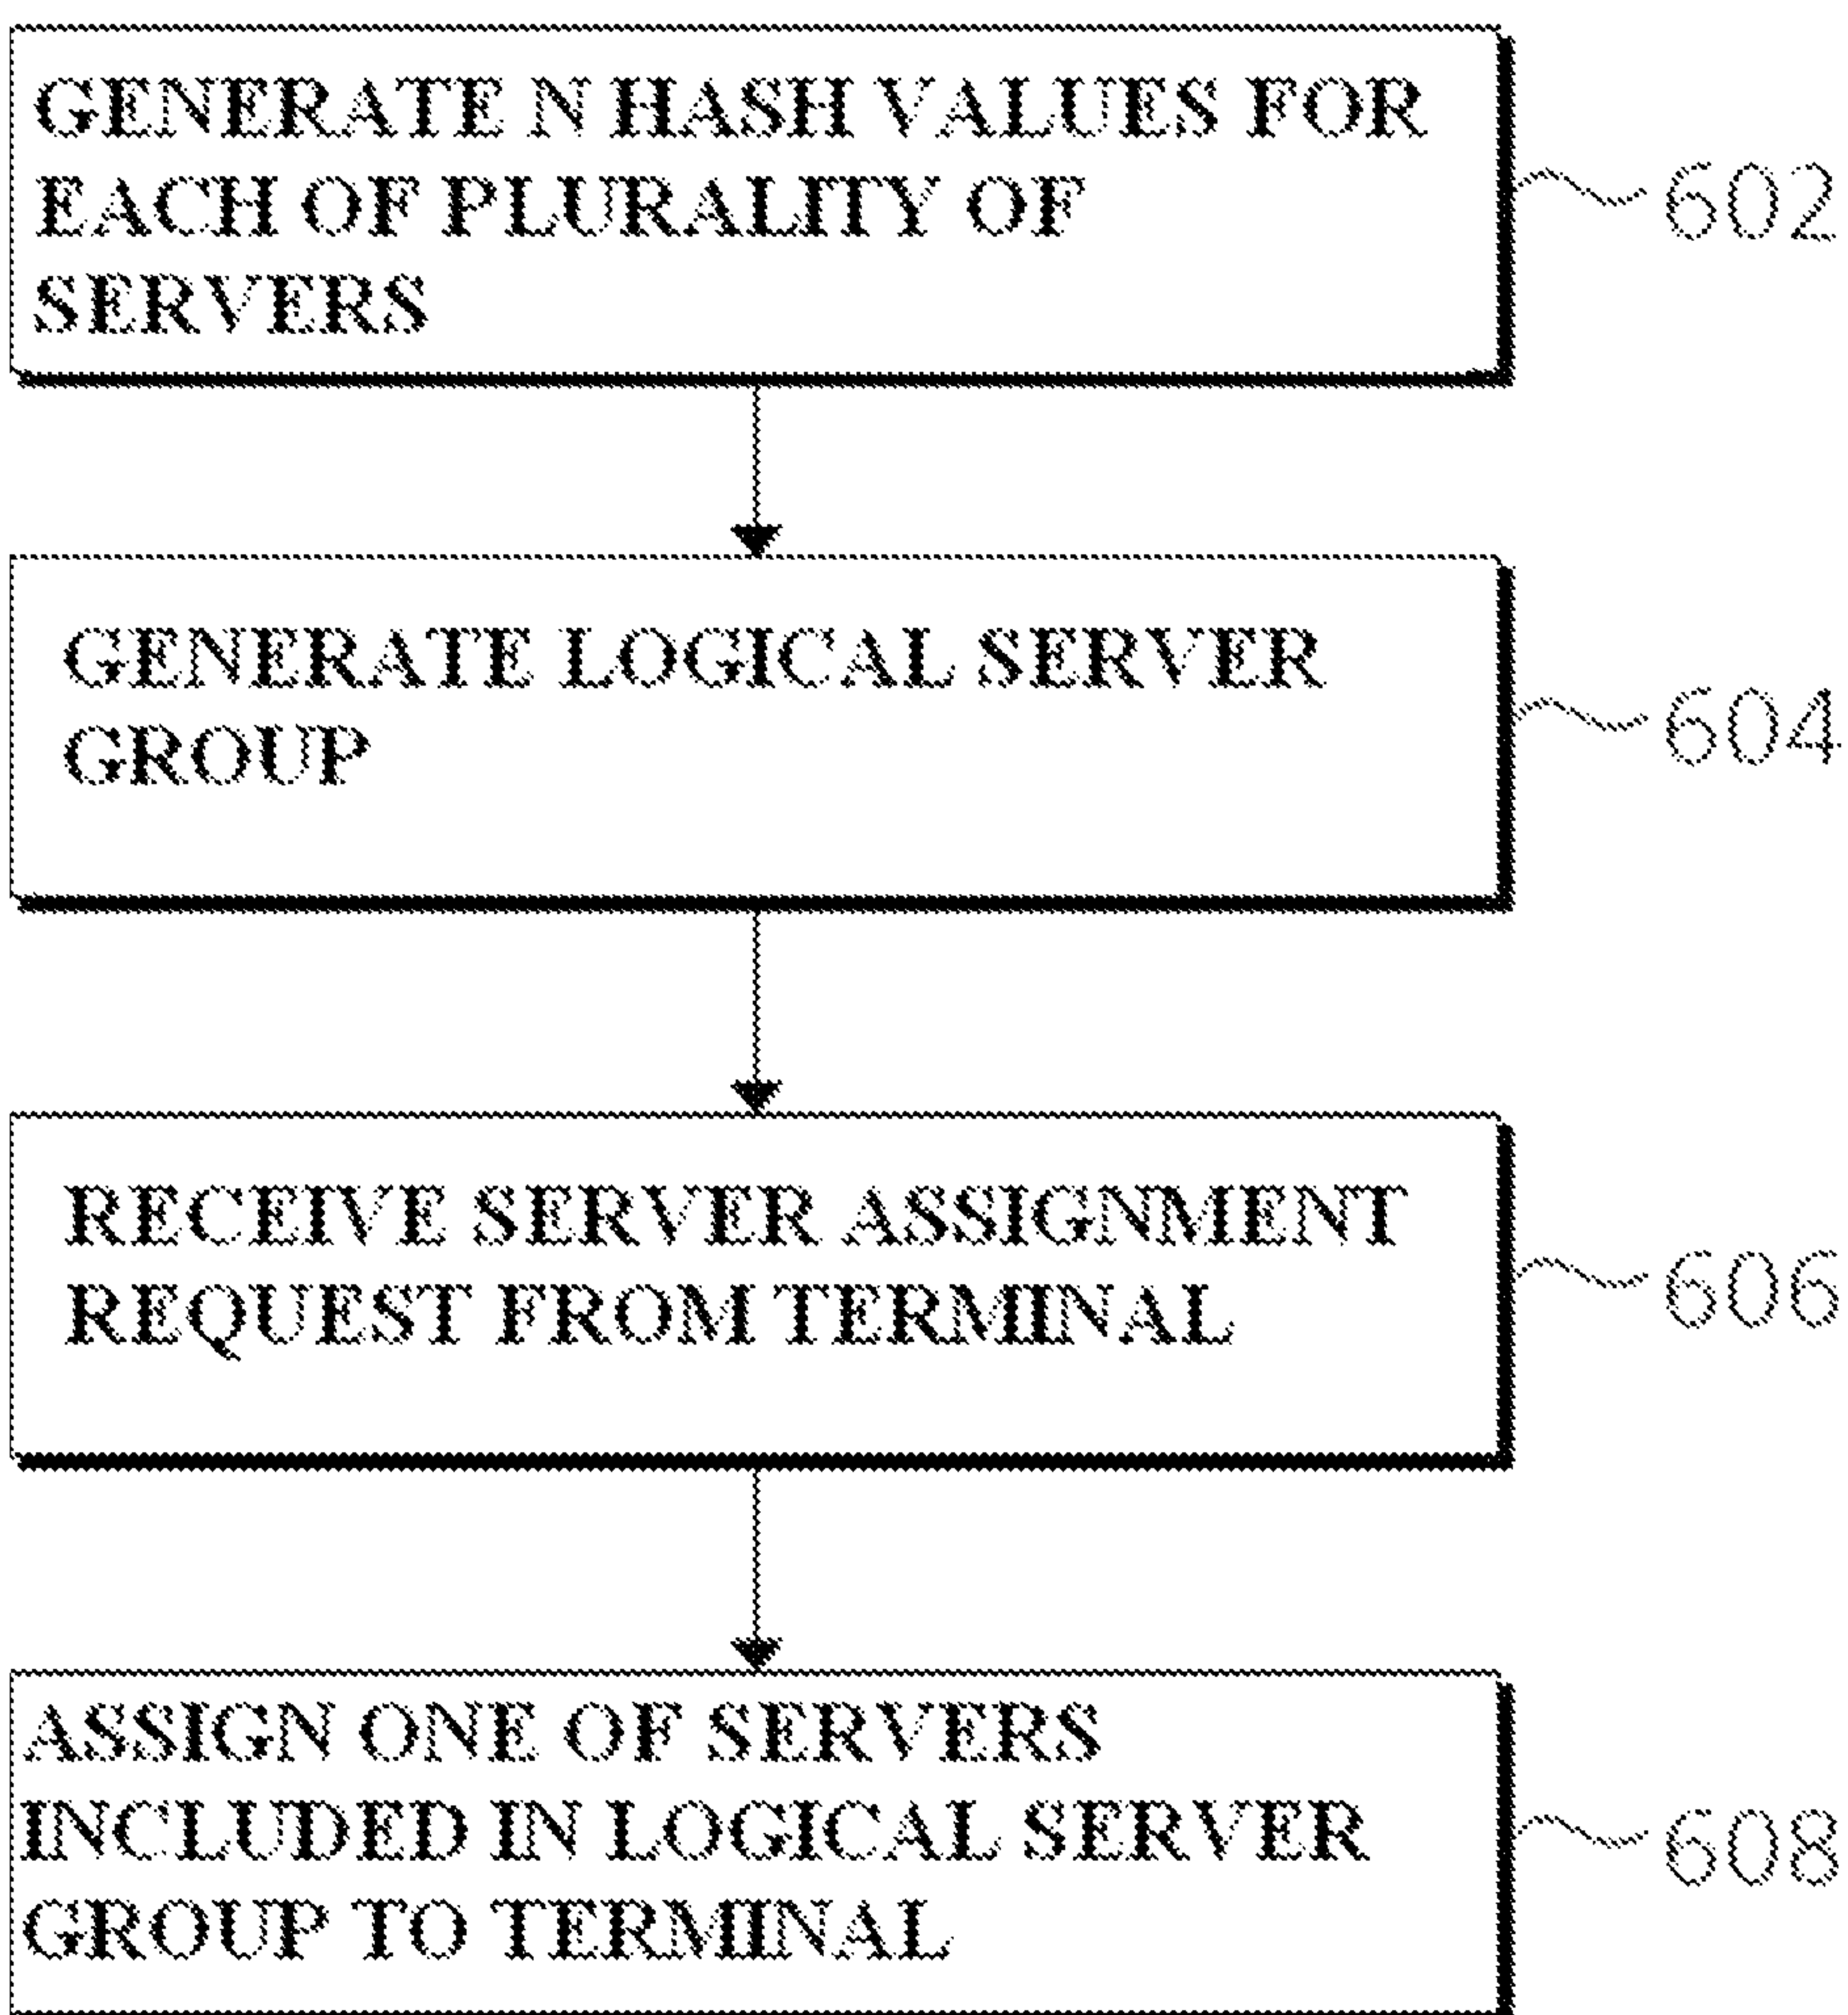 GENERATE N HASH VALUES FOR
EACH OF PLURALITY OF
SERVERS
602
GENERATE LOGICAL SERVER
GROUP
604
RECEIVE SERVER ASSIGNMENT
REQUEST FROM TERMINAL
606
ASSIGN ONE OF SERVERS
INCLUDED IN LOGICAL SERVER
GROUP TO TERMINAL
608